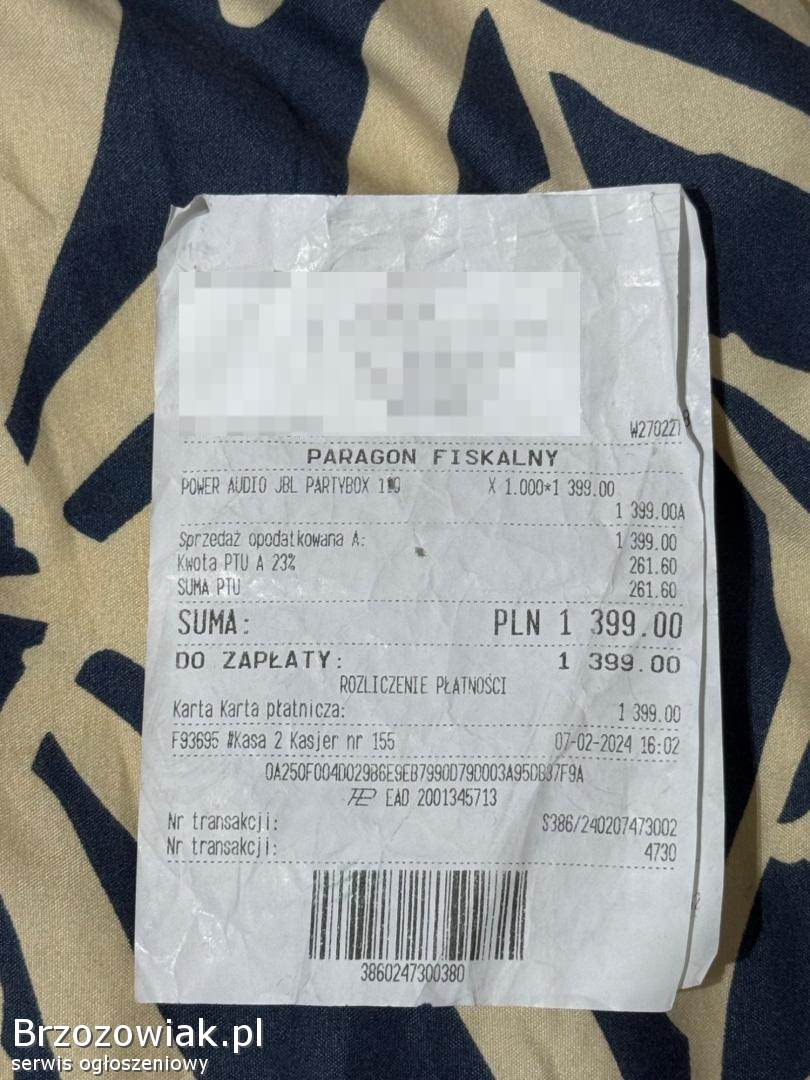 PARAGON FISKALNY
POWER AUDIO JBL PARTYBOX X 1.000*1 399.00
1 399.00A
Sprzedaż opodatkowana A: 1 399.00
Kwota PTU A 23% 261.60
SUMA PTU 261.60
SUMA: PLN 1 399.00
DO ZAPŁATY: 1 399.00
ROZLICZENIE PŁATNOŚCI
Karta Karta płatnicza: 1 399.00
F93695 #Kasa 2 Kasjer nr 155 07-02-2024 16:02
EAD 2001345713
Nr transakcji: S386/240207473002
Nr transakcji: 4730
3860247300380
Brzozowiak.pl
serwis ogłoszeniowy